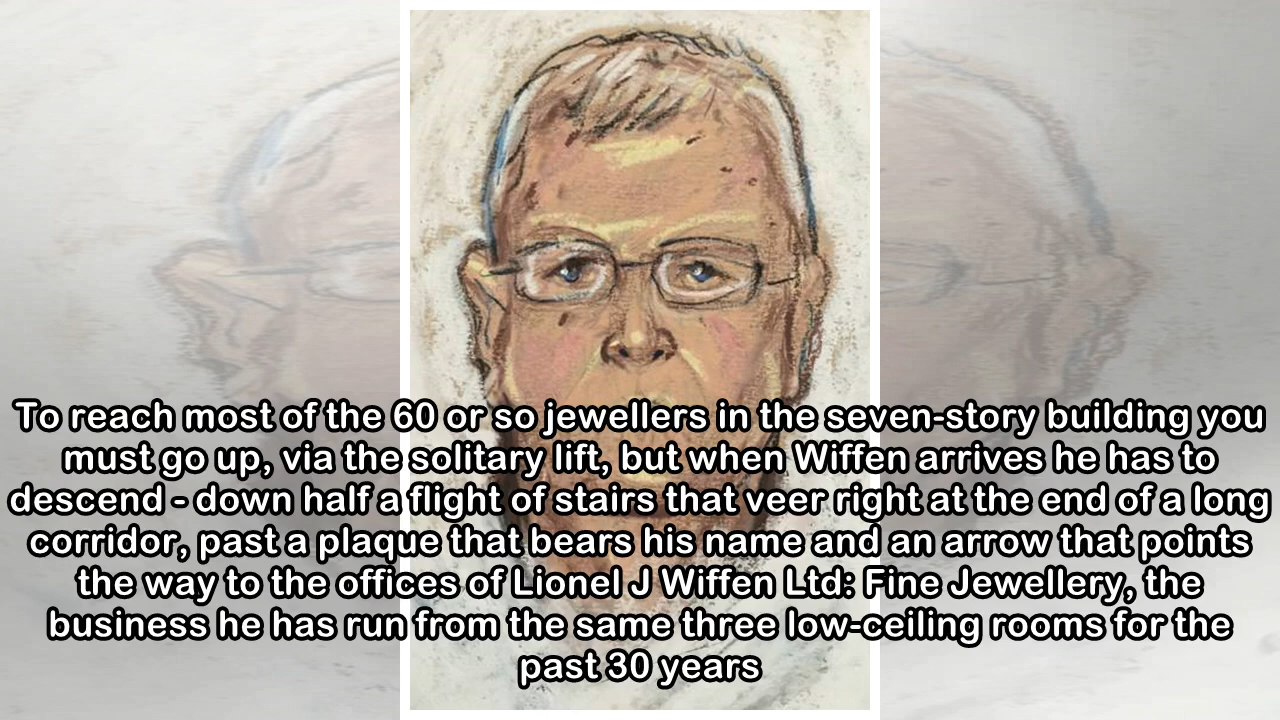 To reach most of the 60 or so jewellers in the seven-story building you
must go up, via the solitary lift, but when Wiffen arrives he has to
descend - down half a flight of stairs that veer right at the end of a long
corridor, past a plaque that bears his name and an arrow that points
the way to the offices of Lionel J Wiffen Ltd: Fine Jewellery, the
business he has run from the same three low-ceiling rooms for the
past 30 years